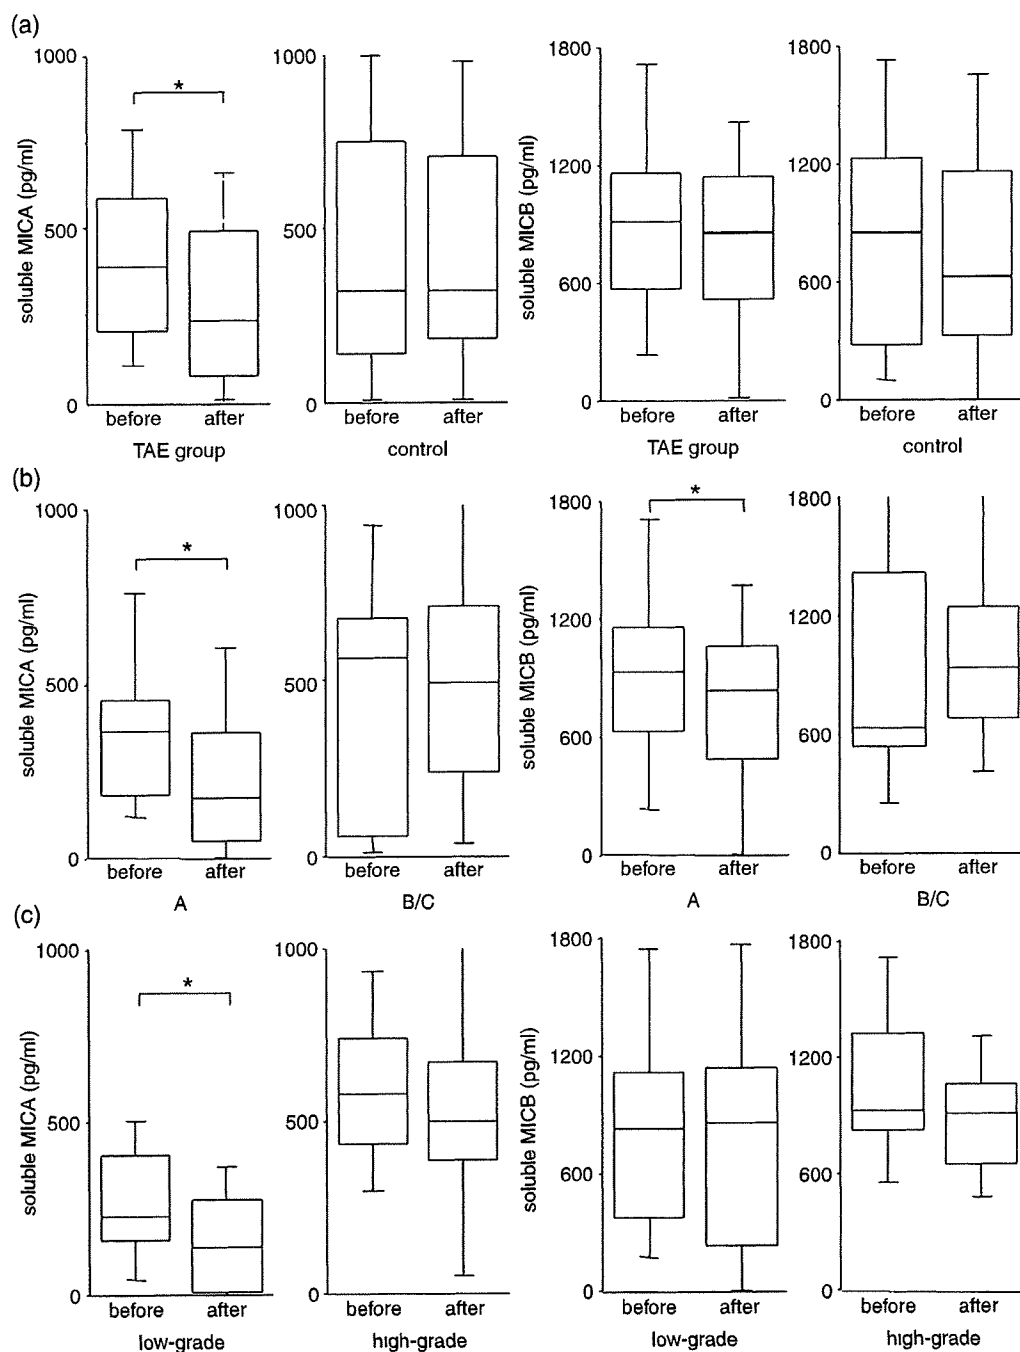 (a)
1000
500
0
soluble MICA (pg/ml)
*
before after
TAE group
1000
500
0
before after
control
1800
1200
600
0
soluble MICB (pg/ml)
before after
TAE group
1800
1200
600
0
before after
control
(b)
1000
500
0
soluble MICA (pg/ml)
*
before after
A
1000
500
0
before after
B/C
1800
1200
600
0
soluble MICB (pg/ml)
*
before after
A
1800
1200
600
0
before after
B/C
(c)
1000
500
0
soluble MICA (pg/ml)
*
before after
low-grade
1000
500
0
before after
high-grade
1800
1200
600
0
soluble MICB (pg/ml)
before after
low-grade
1800
1200
600
0
before after
high-grade